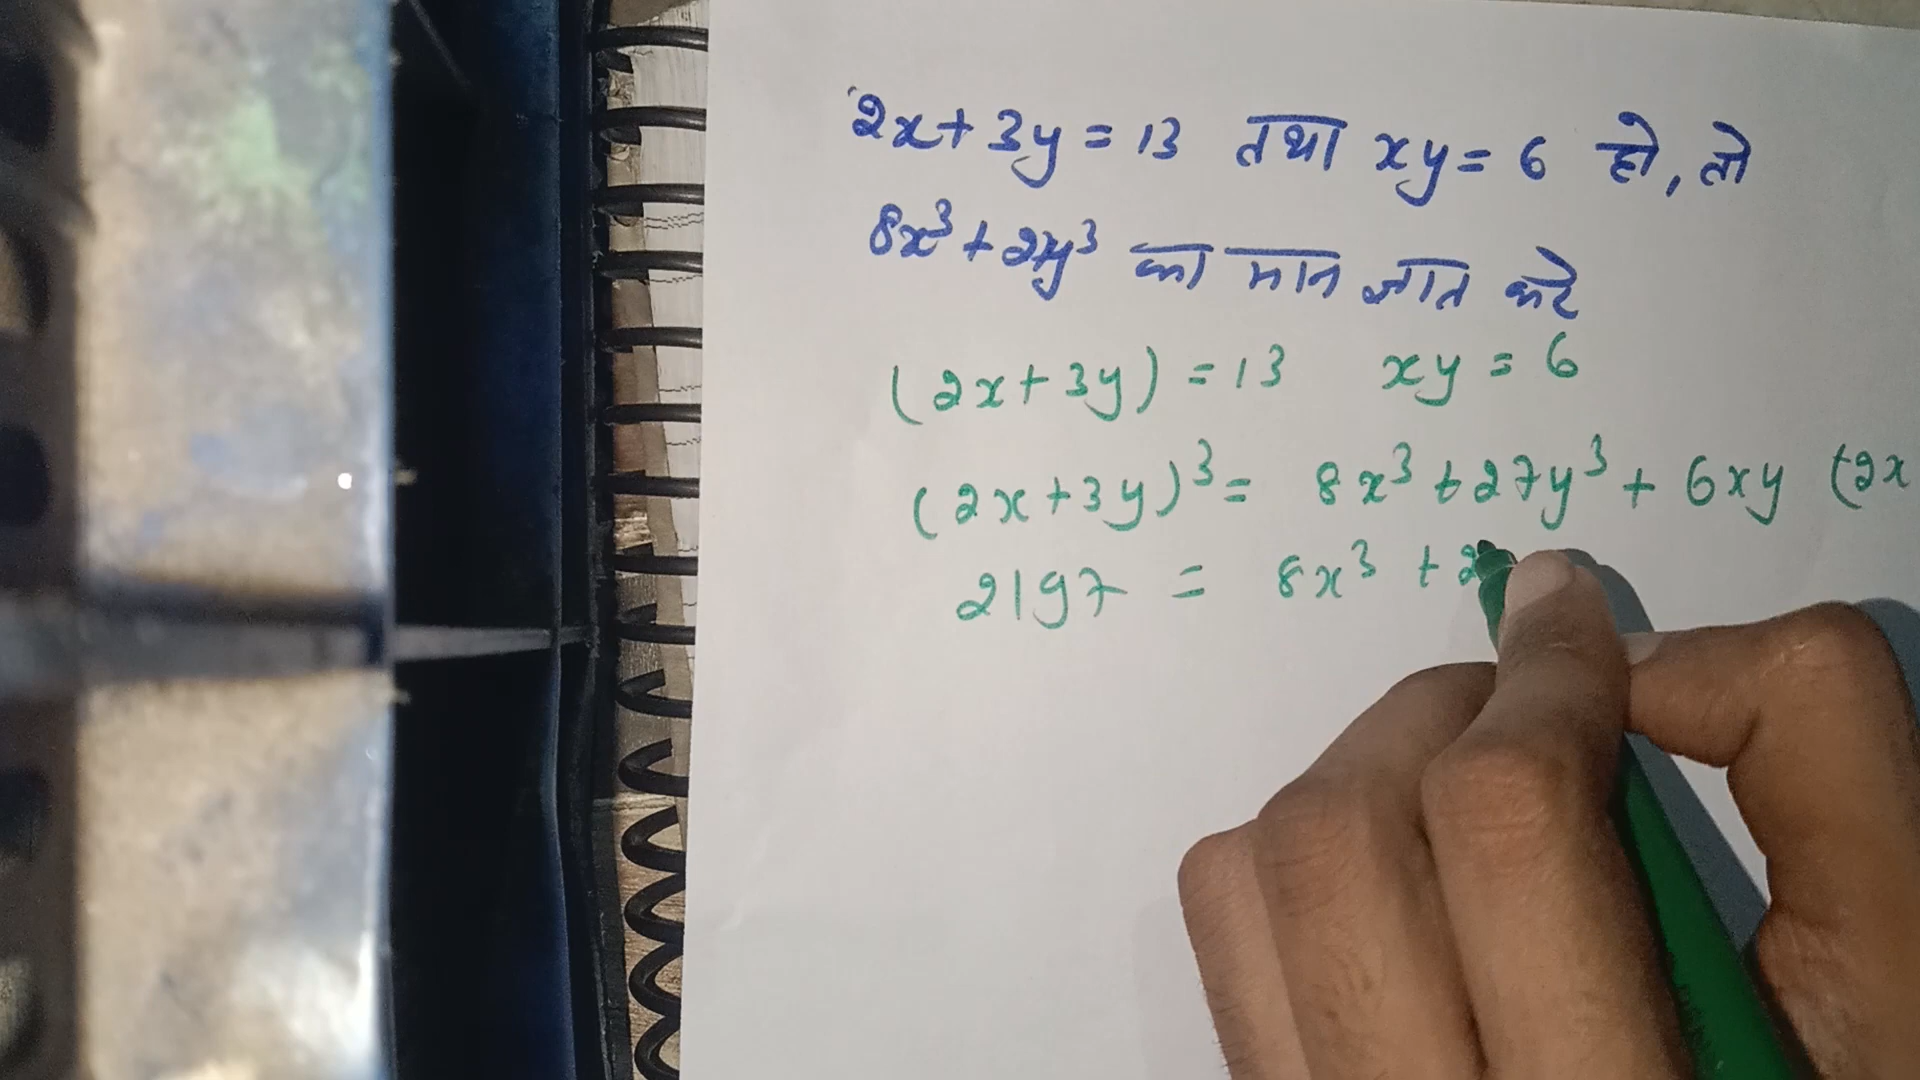 2x+3y=13 तथा xy=6 हो, तो
8x³+27y³ का मान ज्ञात करे
(2x+3y)=13 xy=6
(2x+3y)³= 8x³+27y³+6xy (2x
2197 = 8x³+2